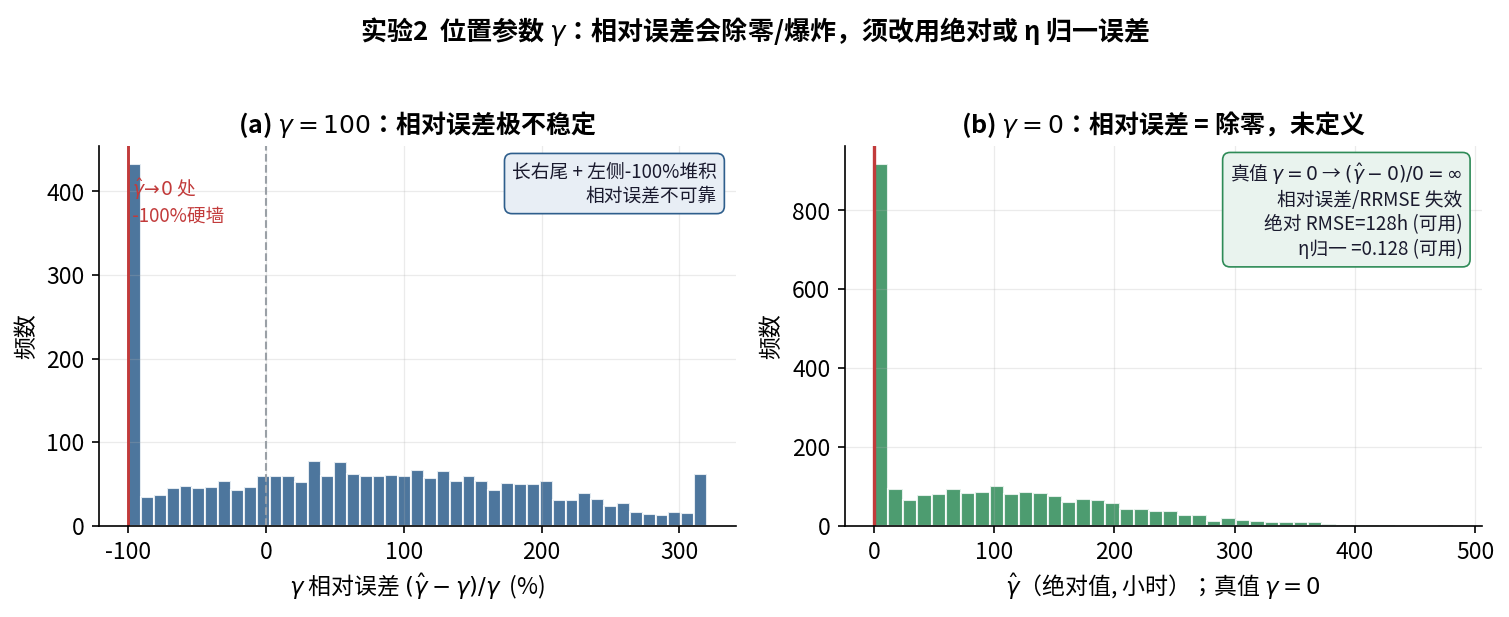 实验2 位置参数 γ：相对误差会除零/爆炸，须改用绝对或 η 归一误差
(a) γ = 100：相对误差极不稳定
γ̂→0 处
-100%硬墙
长右尾 + 左侧-100%堆积
相对误差不可靠
频数
400
300
200
100
0
-100 0 100 200 300
γ 相对误差 (γ̂ − γ)/γ (%)
(b) γ = 0：相对误差 = 除零，未定义
真值 γ = 0 → (γ̂ − 0)/0 = ∞
相对误差/RRMSE 失效
绝对 RMSE=128h (可用)
η归一 =0.128 (可用)
频数
800
600
400
200
0
0 100 200 300 400 500
γ̂（绝对值, 小时）；真值 γ = 0